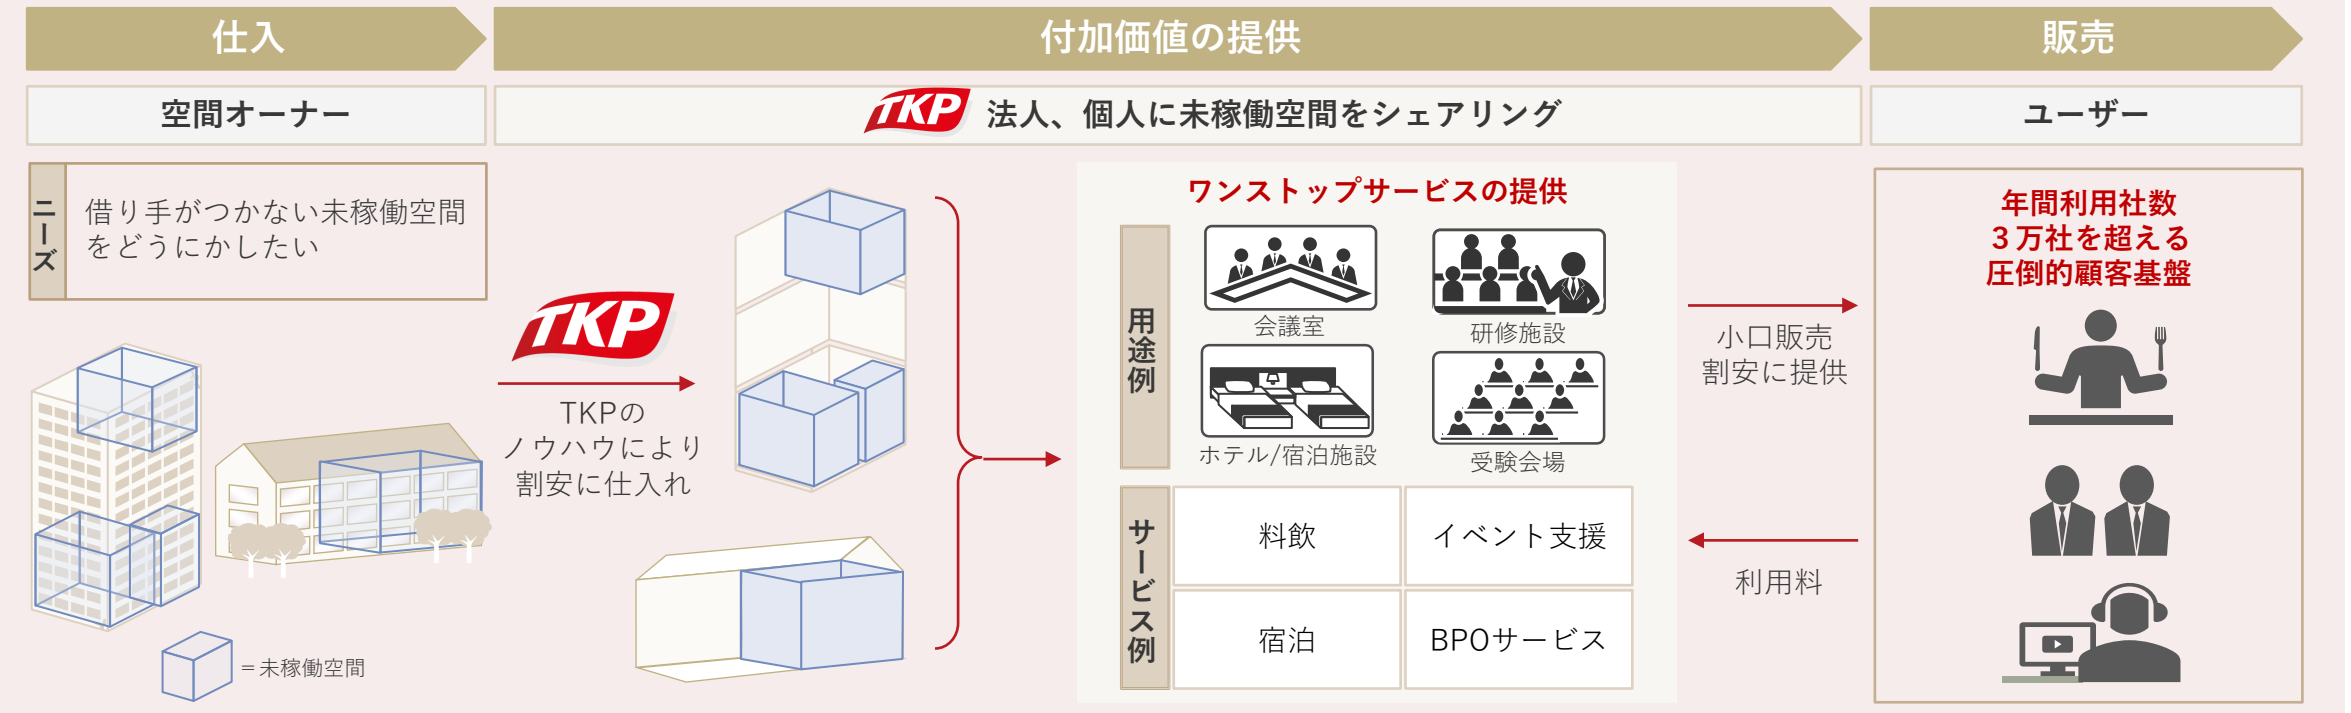 仕入
付加価値の提供
販売
空間オーナー
TKP 法人、個人に未稼働空間をシェアリング
ユーザー
ニーズ
借り手がつかない未稼働空間
をどうにかしたい
＝未稼働空間
TKP
TKPの
ノウハウにより
割安に仕入れ
ワンストップサービスの提供
用途例
会議室
研修施設
ホテル/宿泊施設
受験会場
サービス例
料飲
イベント支援
宿泊
BPOサービス
小口販売
割安に提供
利用料
年間利用社数
３万社を超える
圧倒的顧客基盤